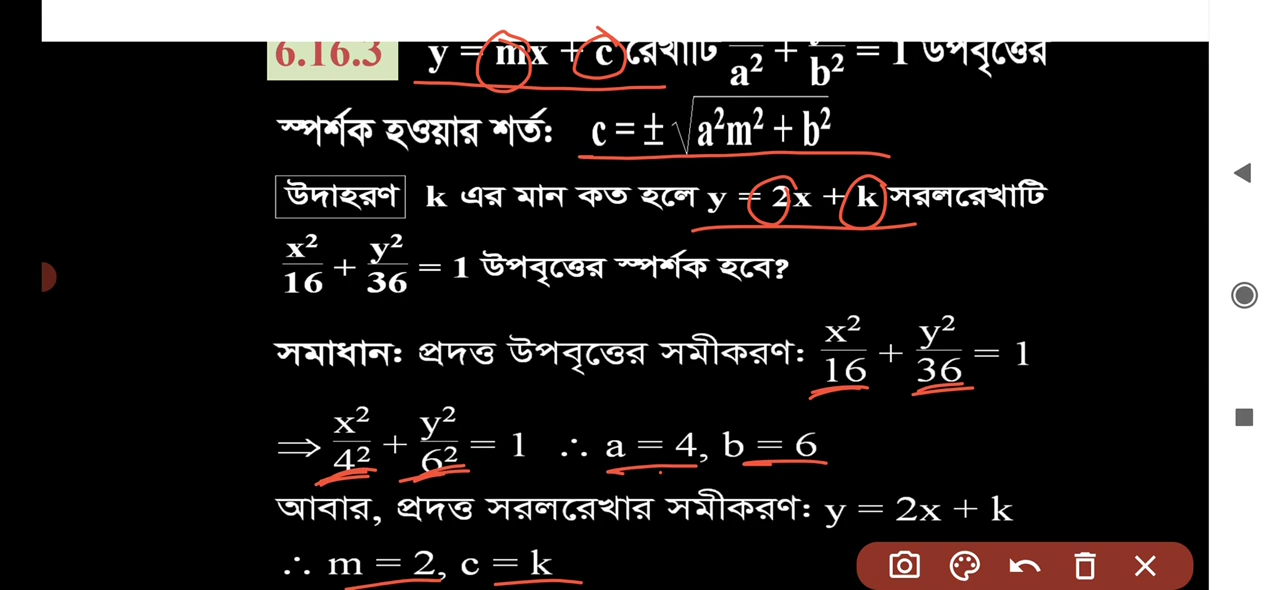 6.16.3 y = mx + c রেখাটি a² + b² = 1 উপবৃত্তের
স্পর্শক হওয়ার শর্ত: c = ± √(a²m² + b²)
উদাহরণ k এর মান কত হলে y = 2x + k সরলরেখাটি
x²/16 + y²/36 = 1 উপবৃত্তের স্পর্শক হবে?
সমাধান: প্রদত্ত উপবৃত্তের সমীকরণ: x²/16 + y²/36 = 1
⇒ x²/4² + y²/6² = 1 ∴ a = 4, b = 6
আবার, প্রদত্ত সরলরেখার সমীকরণ: y = 2x + k
∴ m = 2, c = k